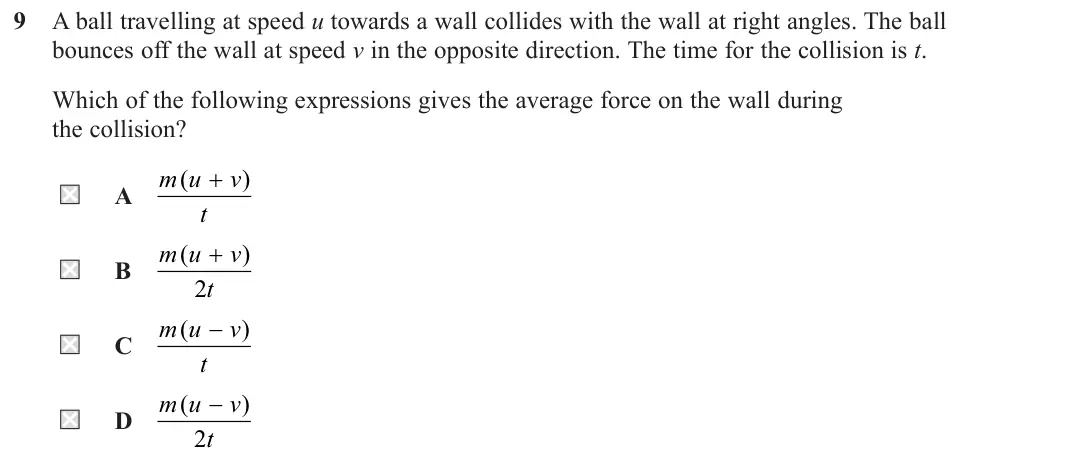 9 A ball travelling at speed u towards a wall collides with the wall at right angles. The ball
bounces off the wall at speed v in the opposite direction. The time for the collision is t.
Which of the following expressions gives the average force on the wall during
the collision?
A m(u + v)
t
B m(u + v)
2t
C m(u − v)
t
D m(u − v)
2t